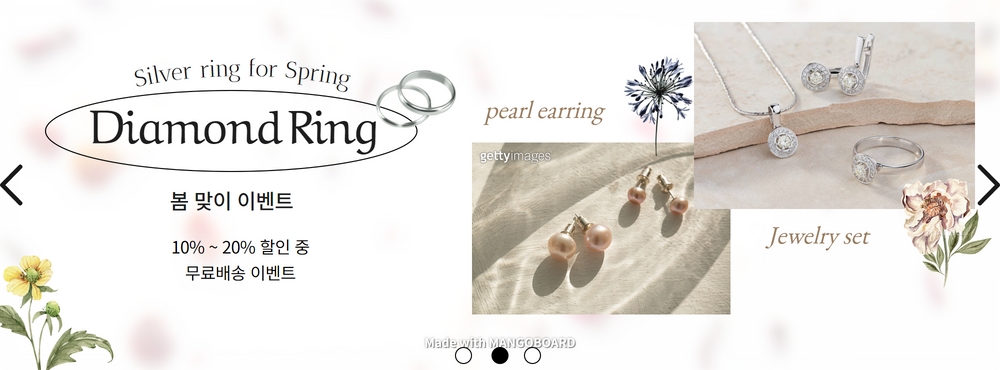 Silver ring for Spring
Diamond Ring
봄 맞이 이벤트
10% ~ 20% 할인 중
무료배송 이벤트
pearl earring
gettyimages
Jewelry set
Made with MANGOBOARD